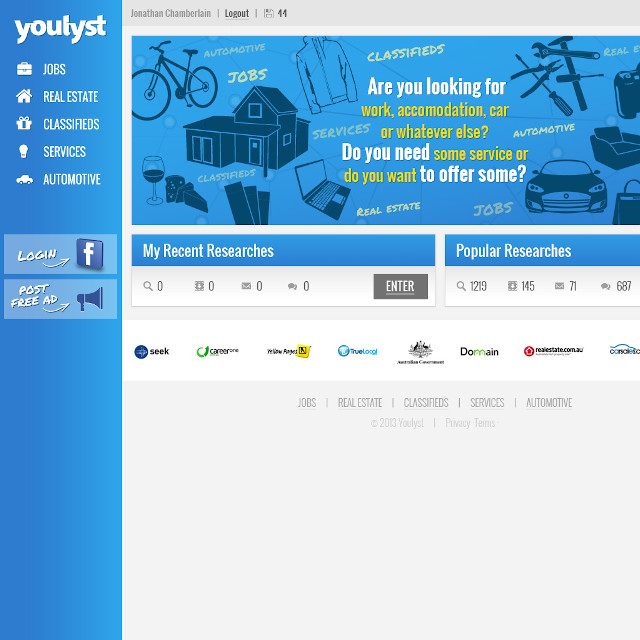 youlyst
Jonathan Chamberlain | Logout | 44
JOBS
REAL ESTATE
CLASSIFIEDS
SERVICES
AUTOMOTIVE
LOGIN
f
POST
FREE AD
AUTOMOTIVE
CLASSIFIEDS
REAL E
JOBS
Are you looking for
work, accomodation, car
or whatever else?
SERVICES
AUTOMOTIVE
Do you need some service or
do you want to offer some?
CLASSIFIEDS
REAL ESTATE
JOBS
My Recent Researches
Popular Researches
0 0 0 0 ENTER
1219 145 71 687
seek
careerone
Yellow Pages
TrueLocal
Australian Government
Domain
realestate.com.au
carsales.c
JOBS | REAL ESTATE | CLASSIFIEDS | SERVICES | AUTOMOTIVE
© 2013 Youlyst | Privacy Terms